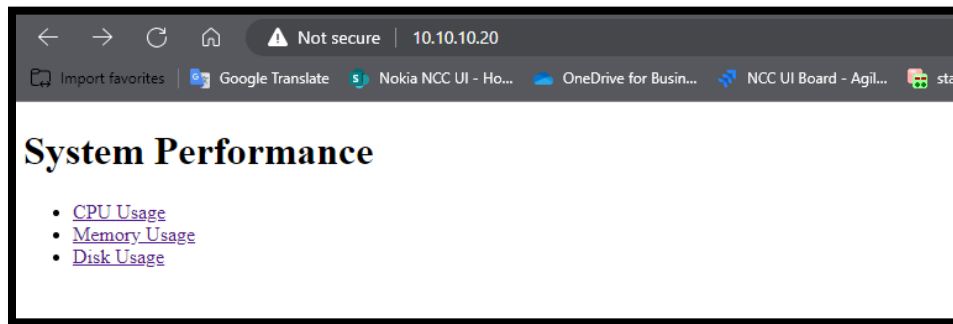 Not secure | 10.10.10.20
Import favorites Google Translate Nokia NCC UI - Ho... OneDrive for Busin... NCC UI Board - Agil... sta
System Performance
CPU Usage
Memory Usage
Disk Usage